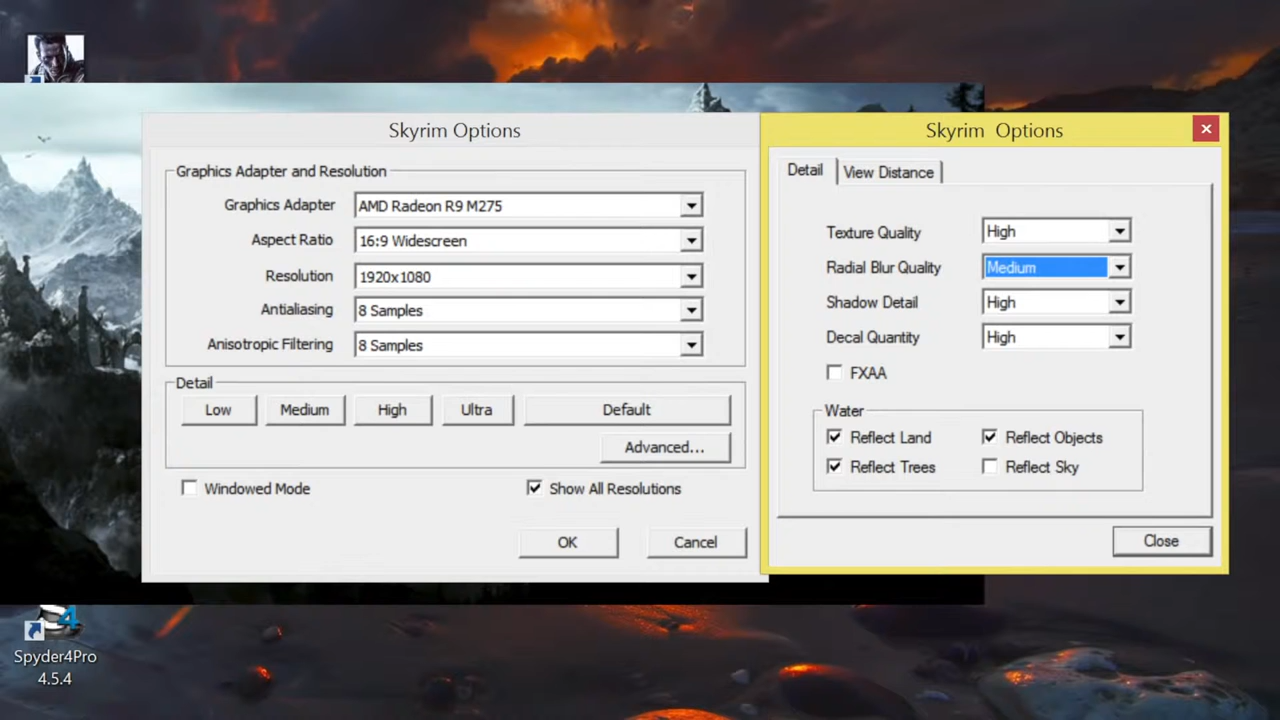 Skyrim Options
Graphics Adapter and Resolution
Graphics Adapter AMD Radeon R9 M275
Aspect Ratio 16:9 Widescreen
Resolution 1920x1080
Antialiasing 8 Samples
Anisotropic Filtering 8 Samples
Detail
Low Medium High Ultra Default
Advanced...
Windowed Mode Show All Resolutions
OK Cancel
Skyrim Options
Detail View Distance
Texture Quality High
Radial Blur Quality Medium
Shadow Detail High
Decal Quantity High
FXAA
Water
Reflect Land Reflect Objects
Reflect Trees Reflect Sky
Close
4
Spyder4Pro
4.5.4